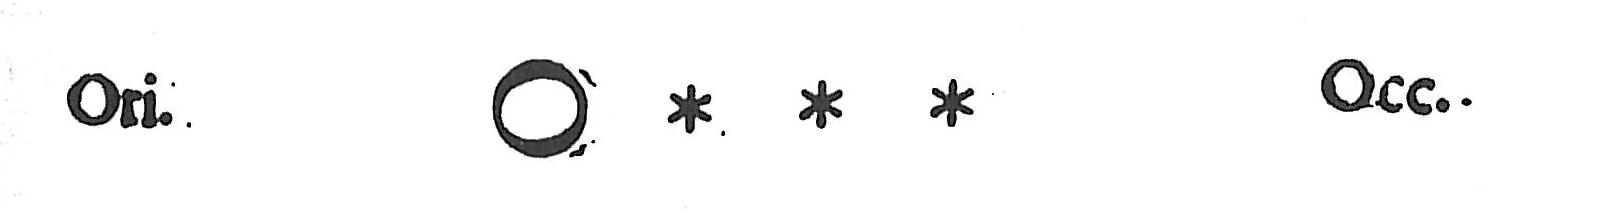 Ori. O * * * Occ.